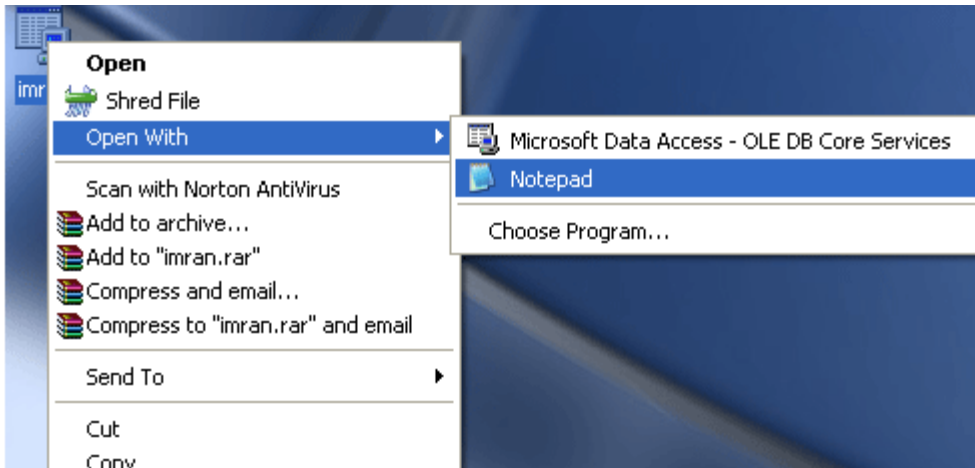 imr
Open
Shred File
Open With
Microsoft Data Access - OLE DB Core Services
Notepad
Choose Program...
Scan with Norton AntiVirus
Add to archive...
Add to "imran.rar"
Compress and email...
Compress to "imran.rar" and email
Send To
Cut
Copy